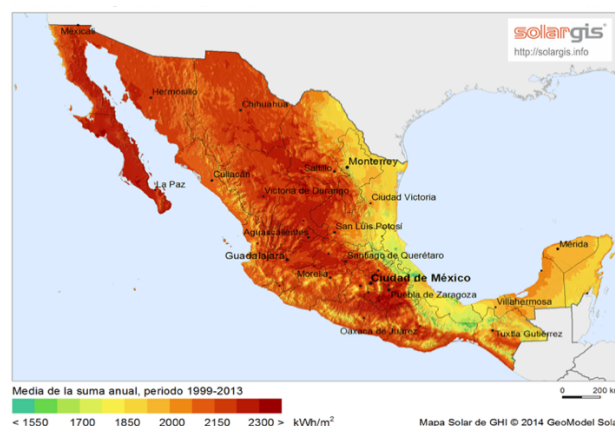 solargis
http://solargis.info
Mexicali
Hermosillo
Chihuahua
Monterrey
Saltillo
La Paz
Culiacán
Victoria de Durango
Ciudad Victoria
San Luis Potosí
Aguascalientes
Mérida
Guadalajara
Santiago de Querétaro
Morelia
Ciudad de México
Puebla de Zaragoza
Villahermosa
Oaxaca de Juárez
Tuxtla Gutiérrez
Media de la suma anual, periodo 1999-2013
0 200 k
< 1550 1700 1850 2000 2150 2300 > kWh/m²
Mapa Solar de GHI © 2014 GeoModel Sol